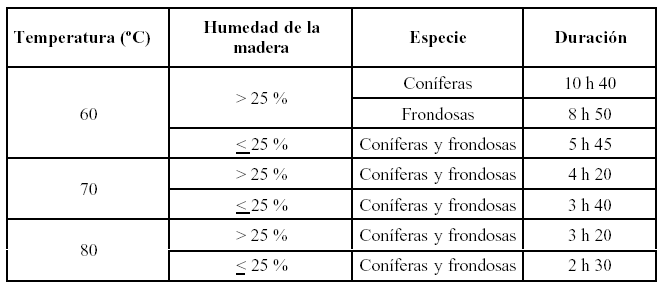 Temperatura (ºC) Humedad de la madera Especie Duración
60 > 25 % Coníferas 10 h 40
Frondosas 8 h 50
≤ 25 % Coníferas y frondosas 5 h 45
70 > 25 % Coníferas y frondosas 4 h 20
≤ 25 % Coníferas y frondosas 3 h 40
80 > 25 % Coníferas y frondosas 3 h 20
≤ 25 % Coníferas y frondosas 2 h 30